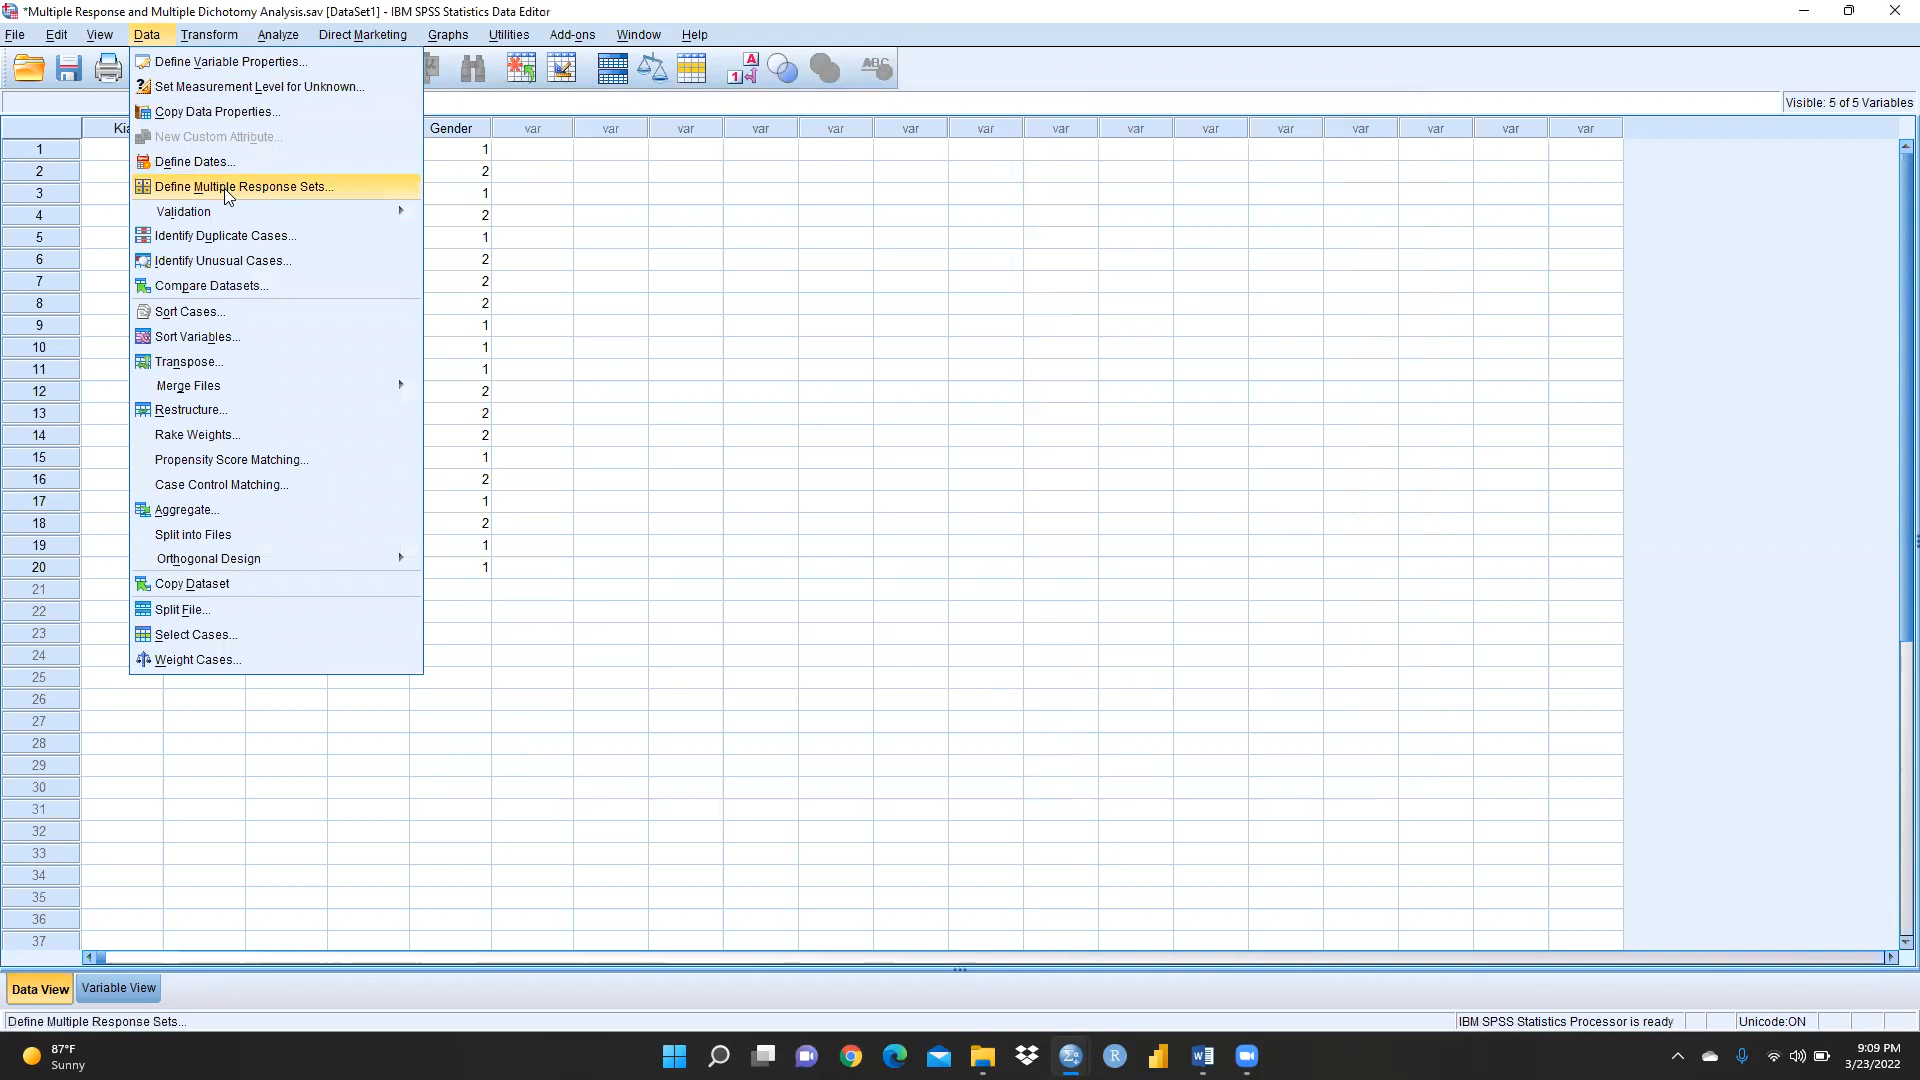 *Multiple Response and Multiple Dichotomy Analysis.sav [DataSet1] - IBM SPSS Statistics Data Editor
File Edit View Data Transform Analyze Direct Marketing Graphs Utilities Add-ons Window Help
1 A
ABC
Visible: 5 of 5 Variables
Define Variable Properties...
Set Measurement Level for Unknown...
Copy Data Properties...
New Custom Attribute...
Define Dates...
Define Multiple Response Sets...
Validation
Identify Duplicate Cases...
Identify Unusual Cases...
Compare Datasets...
Sort Cases...
Sort Variables...
Transpose...
Merge Files
Restructure...
Rake Weights...
Propensity Score Matching...
Case Control Matching...
Aggregate...
Split into Files
Orthogonal Design
Copy Dataset
Split File...
Select Cases...
Weight Cases...
Kia Gender var var var var var var var var var var var var var var var
1 1
2 2
3 1
4 2
5 1
6 2
7 2
8 2
9 1
10 1
11 1
12 2
13 2
14 2
15 1
16 2
17 1
18 2
19 1
20 1
21
22
23
24
25
26
27
28
29
30
31
32
33
34
35
36
37
Data View Variable View
Define Multiple Response Sets... IBM SPSS Statistics Processor is ready Unicode:ON
87°F
Sunny
R
W
9:09 PM
3/23/2022